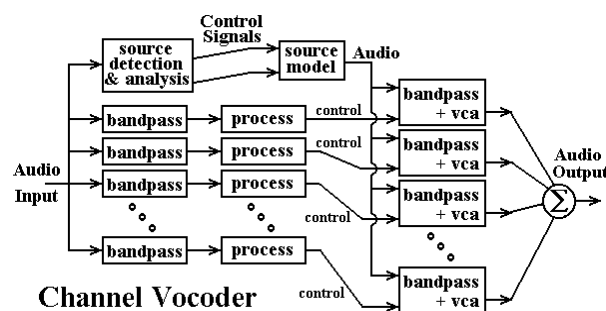 Control
Signals
source
detection
& analysis
source
model
Audio
bandpass
process
control
bandpass
+ vca
bandpass
process
control
bandpass
+ vca
Audio
Input
bandpass
process
control
bandpass
+ vca
Audio
Output
Σ
bandpass
process
control
bandpass
+ vca
Channel Vocoder